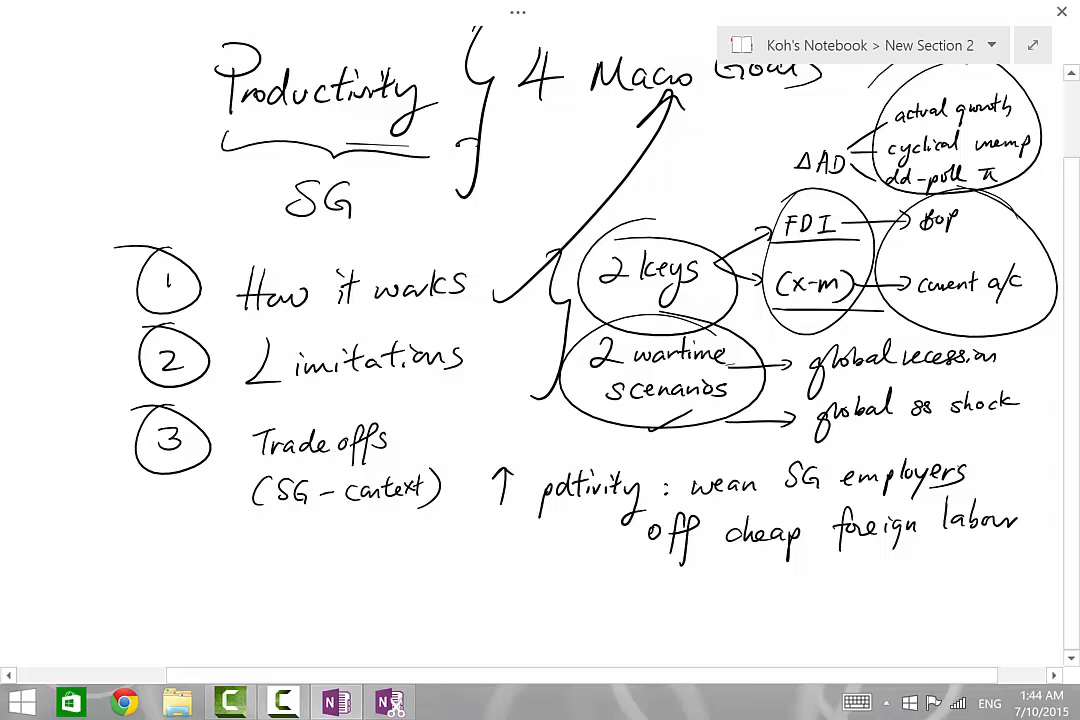 Koh's Notebook > New Section 2
Productivity
4 Macro Goals
SG
ΔAD
actual growth
cyclical unemp
dd-pull π
1 How it works
2 keys
FDI
BOP
(x-m)
current a/c
2 Limitations
2 wartime
scenarios
global recession
global ss shock
3 Tradeoffs
(SG-context)
↑ pdtivity : wean SG employers
off cheap foreign labour
ENG
1:44 AM
7/10/2015